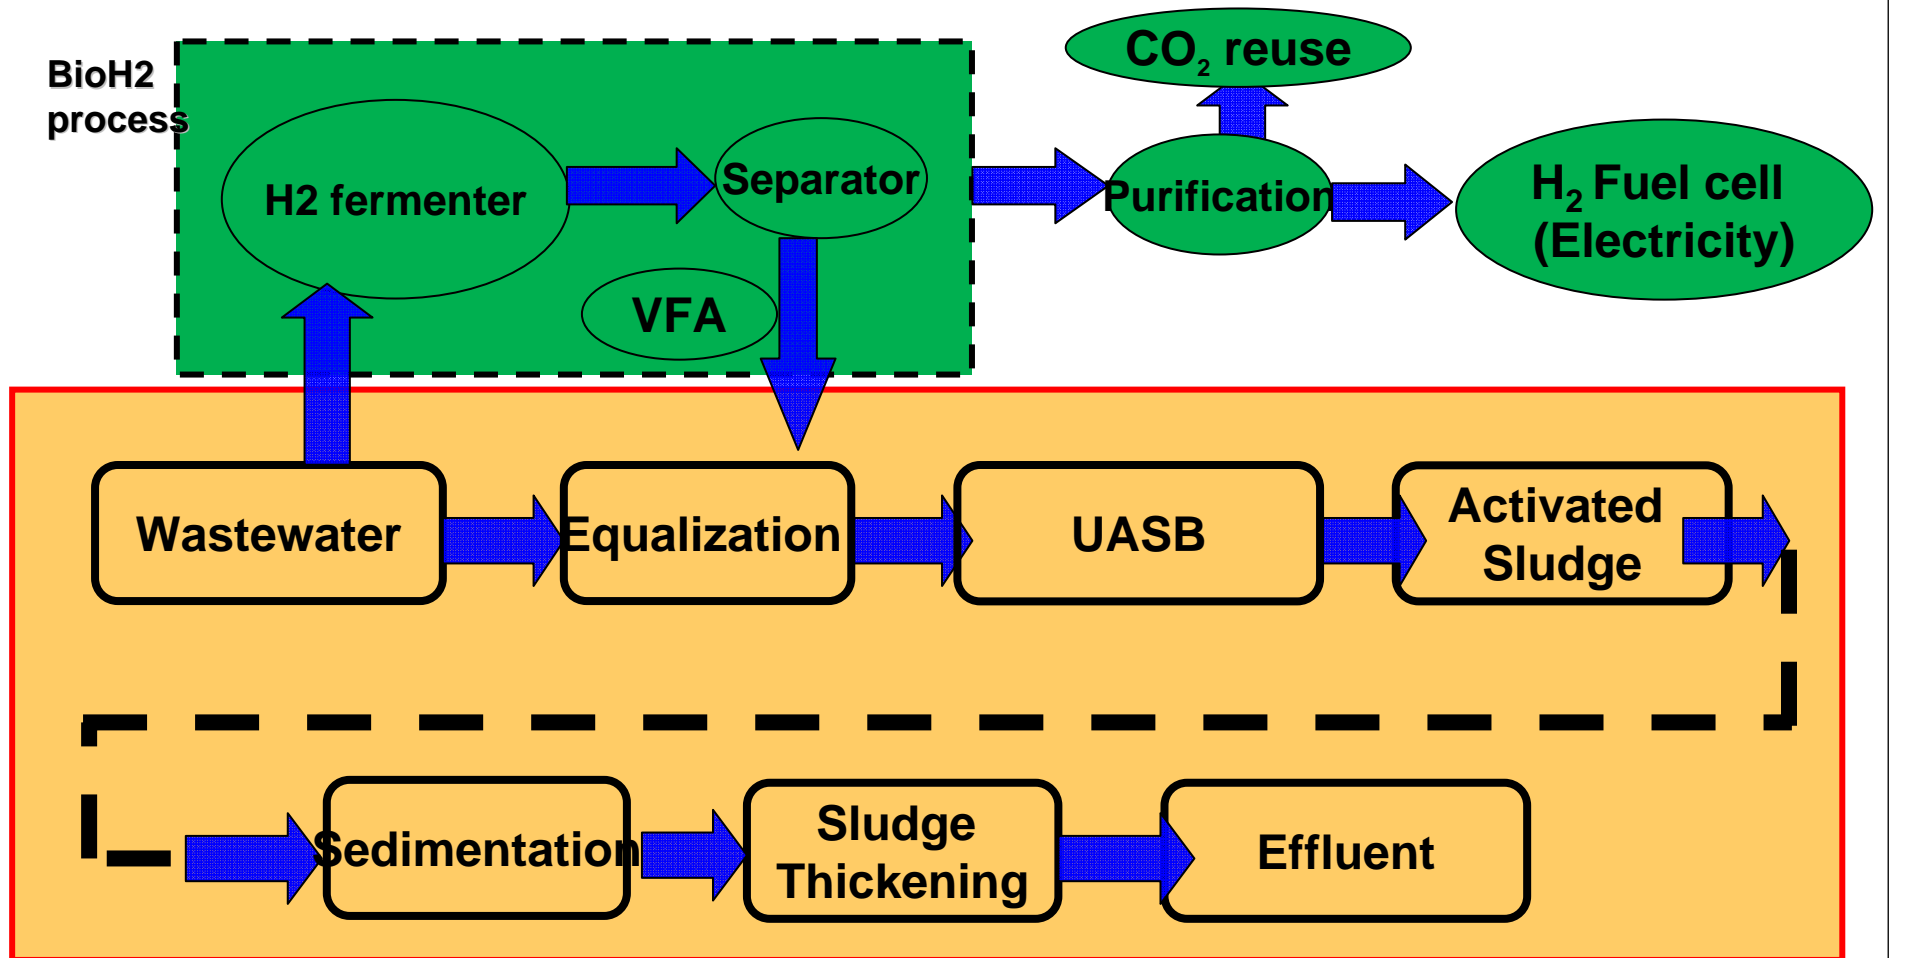 BioH2
process
CO₂ reuse
H2 fermenter
Separator
Purification
H₂ Fuel cell
(Electricity)
VFA
Wastewater
Equalization
UASB
Activated
Sludge
Sedimentation
Sludge
Thickening
Effluent